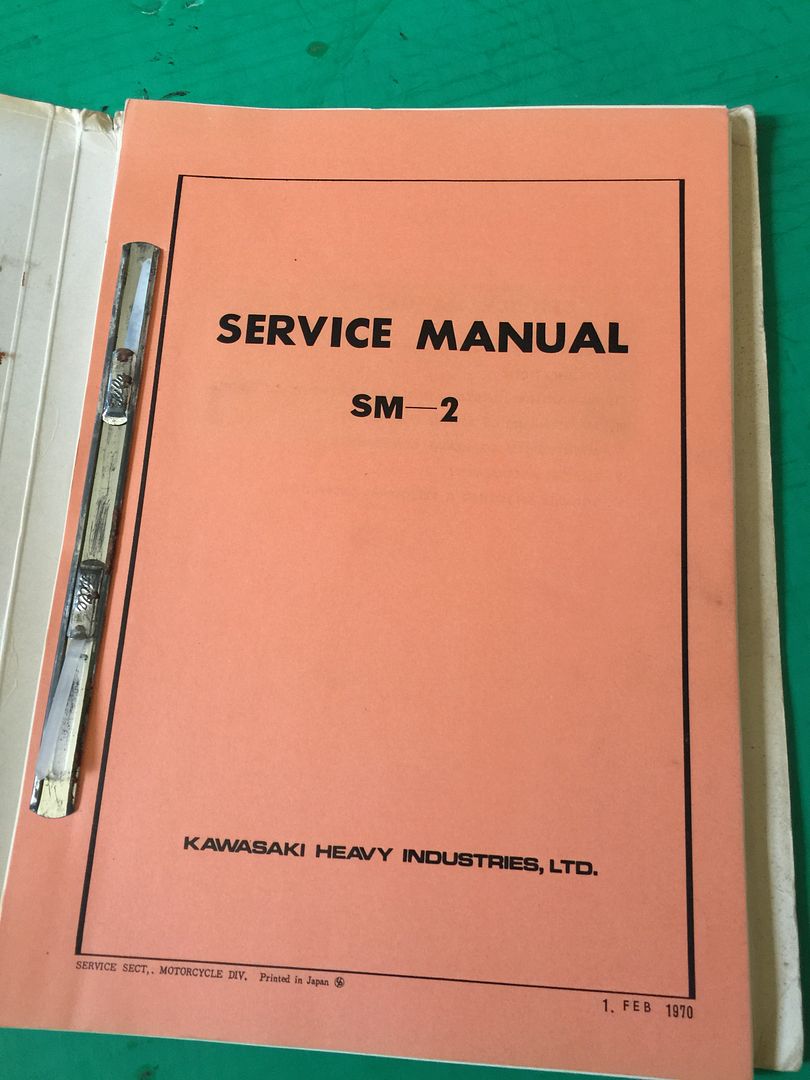 SERVICE MANUAL
SM—2
KAWASAKI HEAVY INDUSTRIES, LTD.
SERVICE SECT,. MOTORCYCLE DIV. Printed in Japan
1. FEB 1970